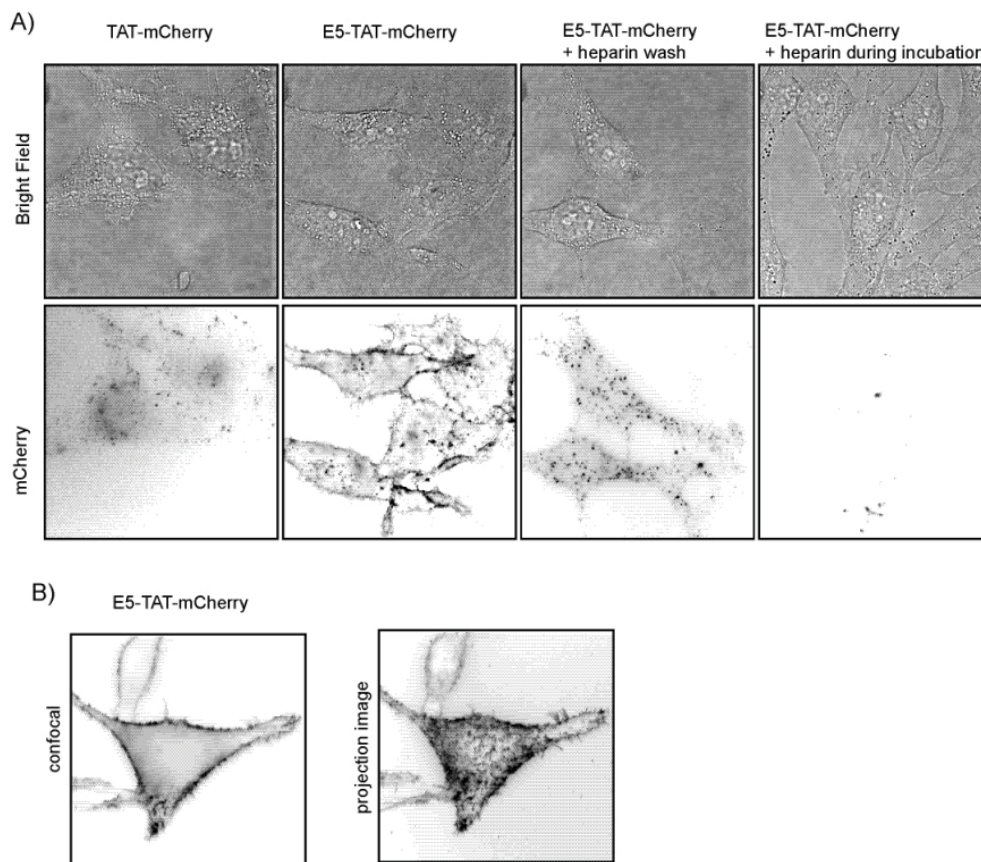 A)
TAT-mCherry
E5-TAT-mCherry
E5-TAT-mCherry
+ heparin wash
E5-TAT-mCherry
+ heparin during incubation
Bright Field
mCherry
B)
E5-TAT-mCherry
confocal
projection image